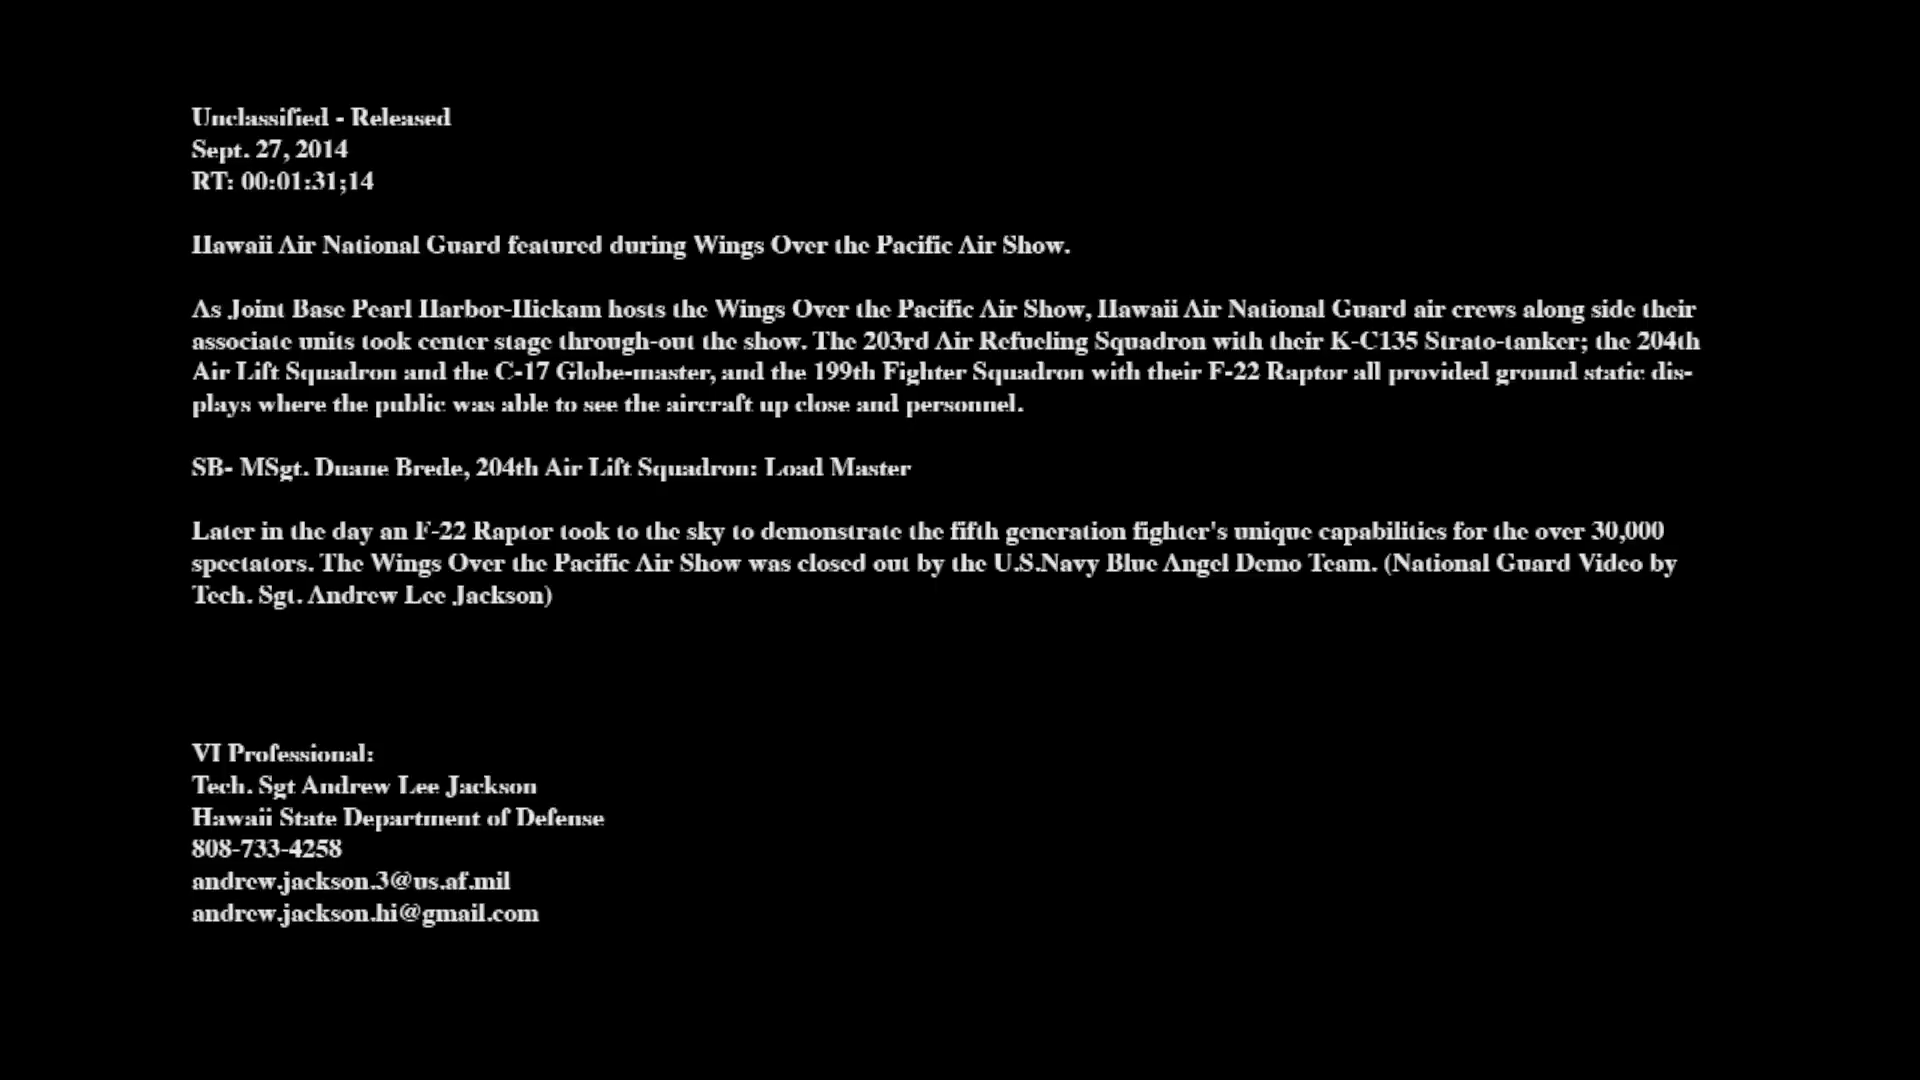 Unclassified - Released
Sept. 27, 2014
RT: 00:01:31;14
Hawaii Air National Guard featured during Wings Over the Pacific Air Show.
As Joint Base Pearl Harbor-Hickam hosts the Wings Over the Pacific Air Show, Hawaii Air National Guard air crews along side their
associate units took center stage through-out the show. The 203rd Air Refueling Squadron with their K-C135 Strato-tanker; the 204th
Air Lift Squadron and the C-17 Globe-master, and the 199th Fighter Squadron with their F-22 Raptor all provided ground static dis-
plays where the public was able to see the aircraft up close and personnel.
SB- MSgt. Duane Brede, 204th Air Lift Squadron: Load Master
Later in the day an F-22 Raptor took to the sky to demonstrate the fifth generation fighter's unique capabilities for the over 30,000
spectators. The Wings Over the Pacific Air Show was closed out by the U.S.Navy Blue Angel Demo Team. (National Guard Video by
Tech. Sgt. Andrew Lee Jackson)
VI Professional:
Tech. Sgt Andrew Lee Jackson
Hawaii State Department of Defense
808-733-4258
andrew.jackson.3@us.af.mil
andrew.jackson.hi@gmail.com